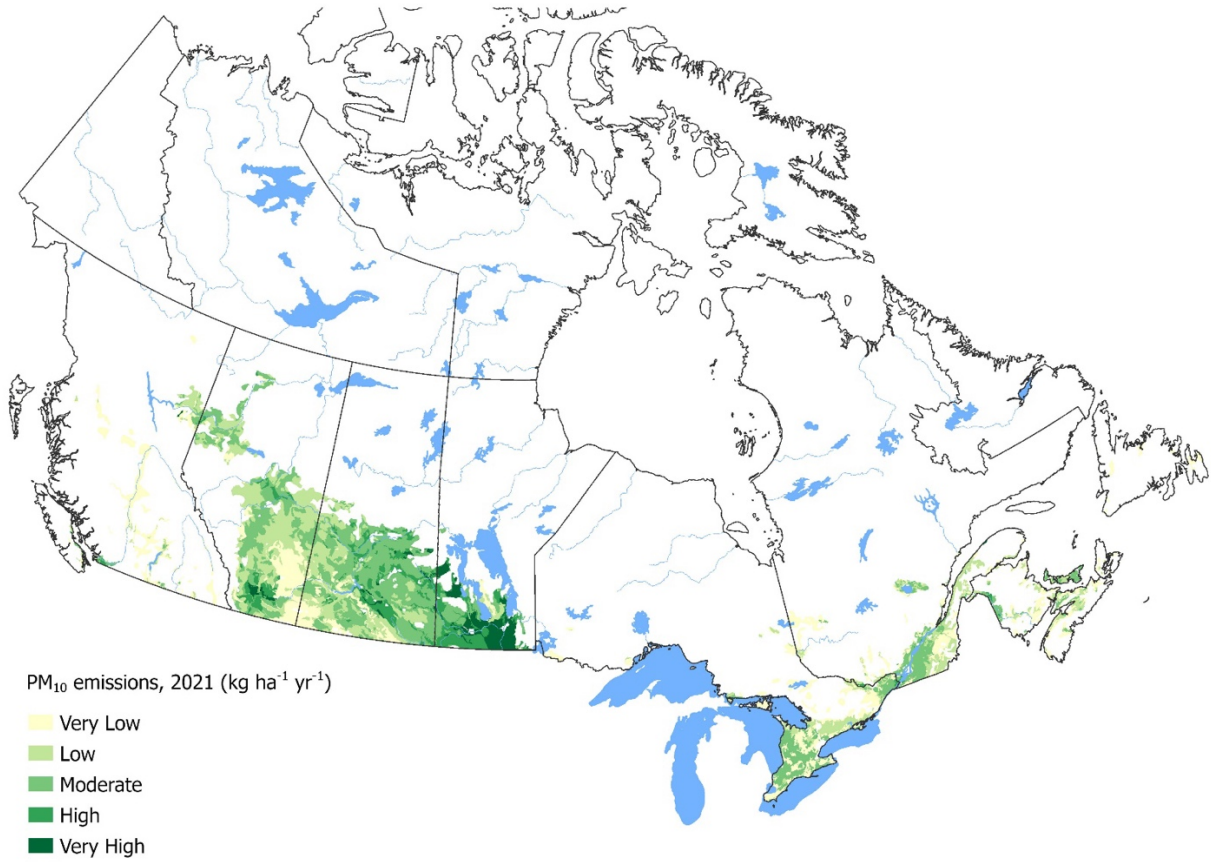 PM₁₀ emissions, 2021 (kg ha⁻¹ yr⁻¹)
Very Low
Low
Moderate
High
Very High